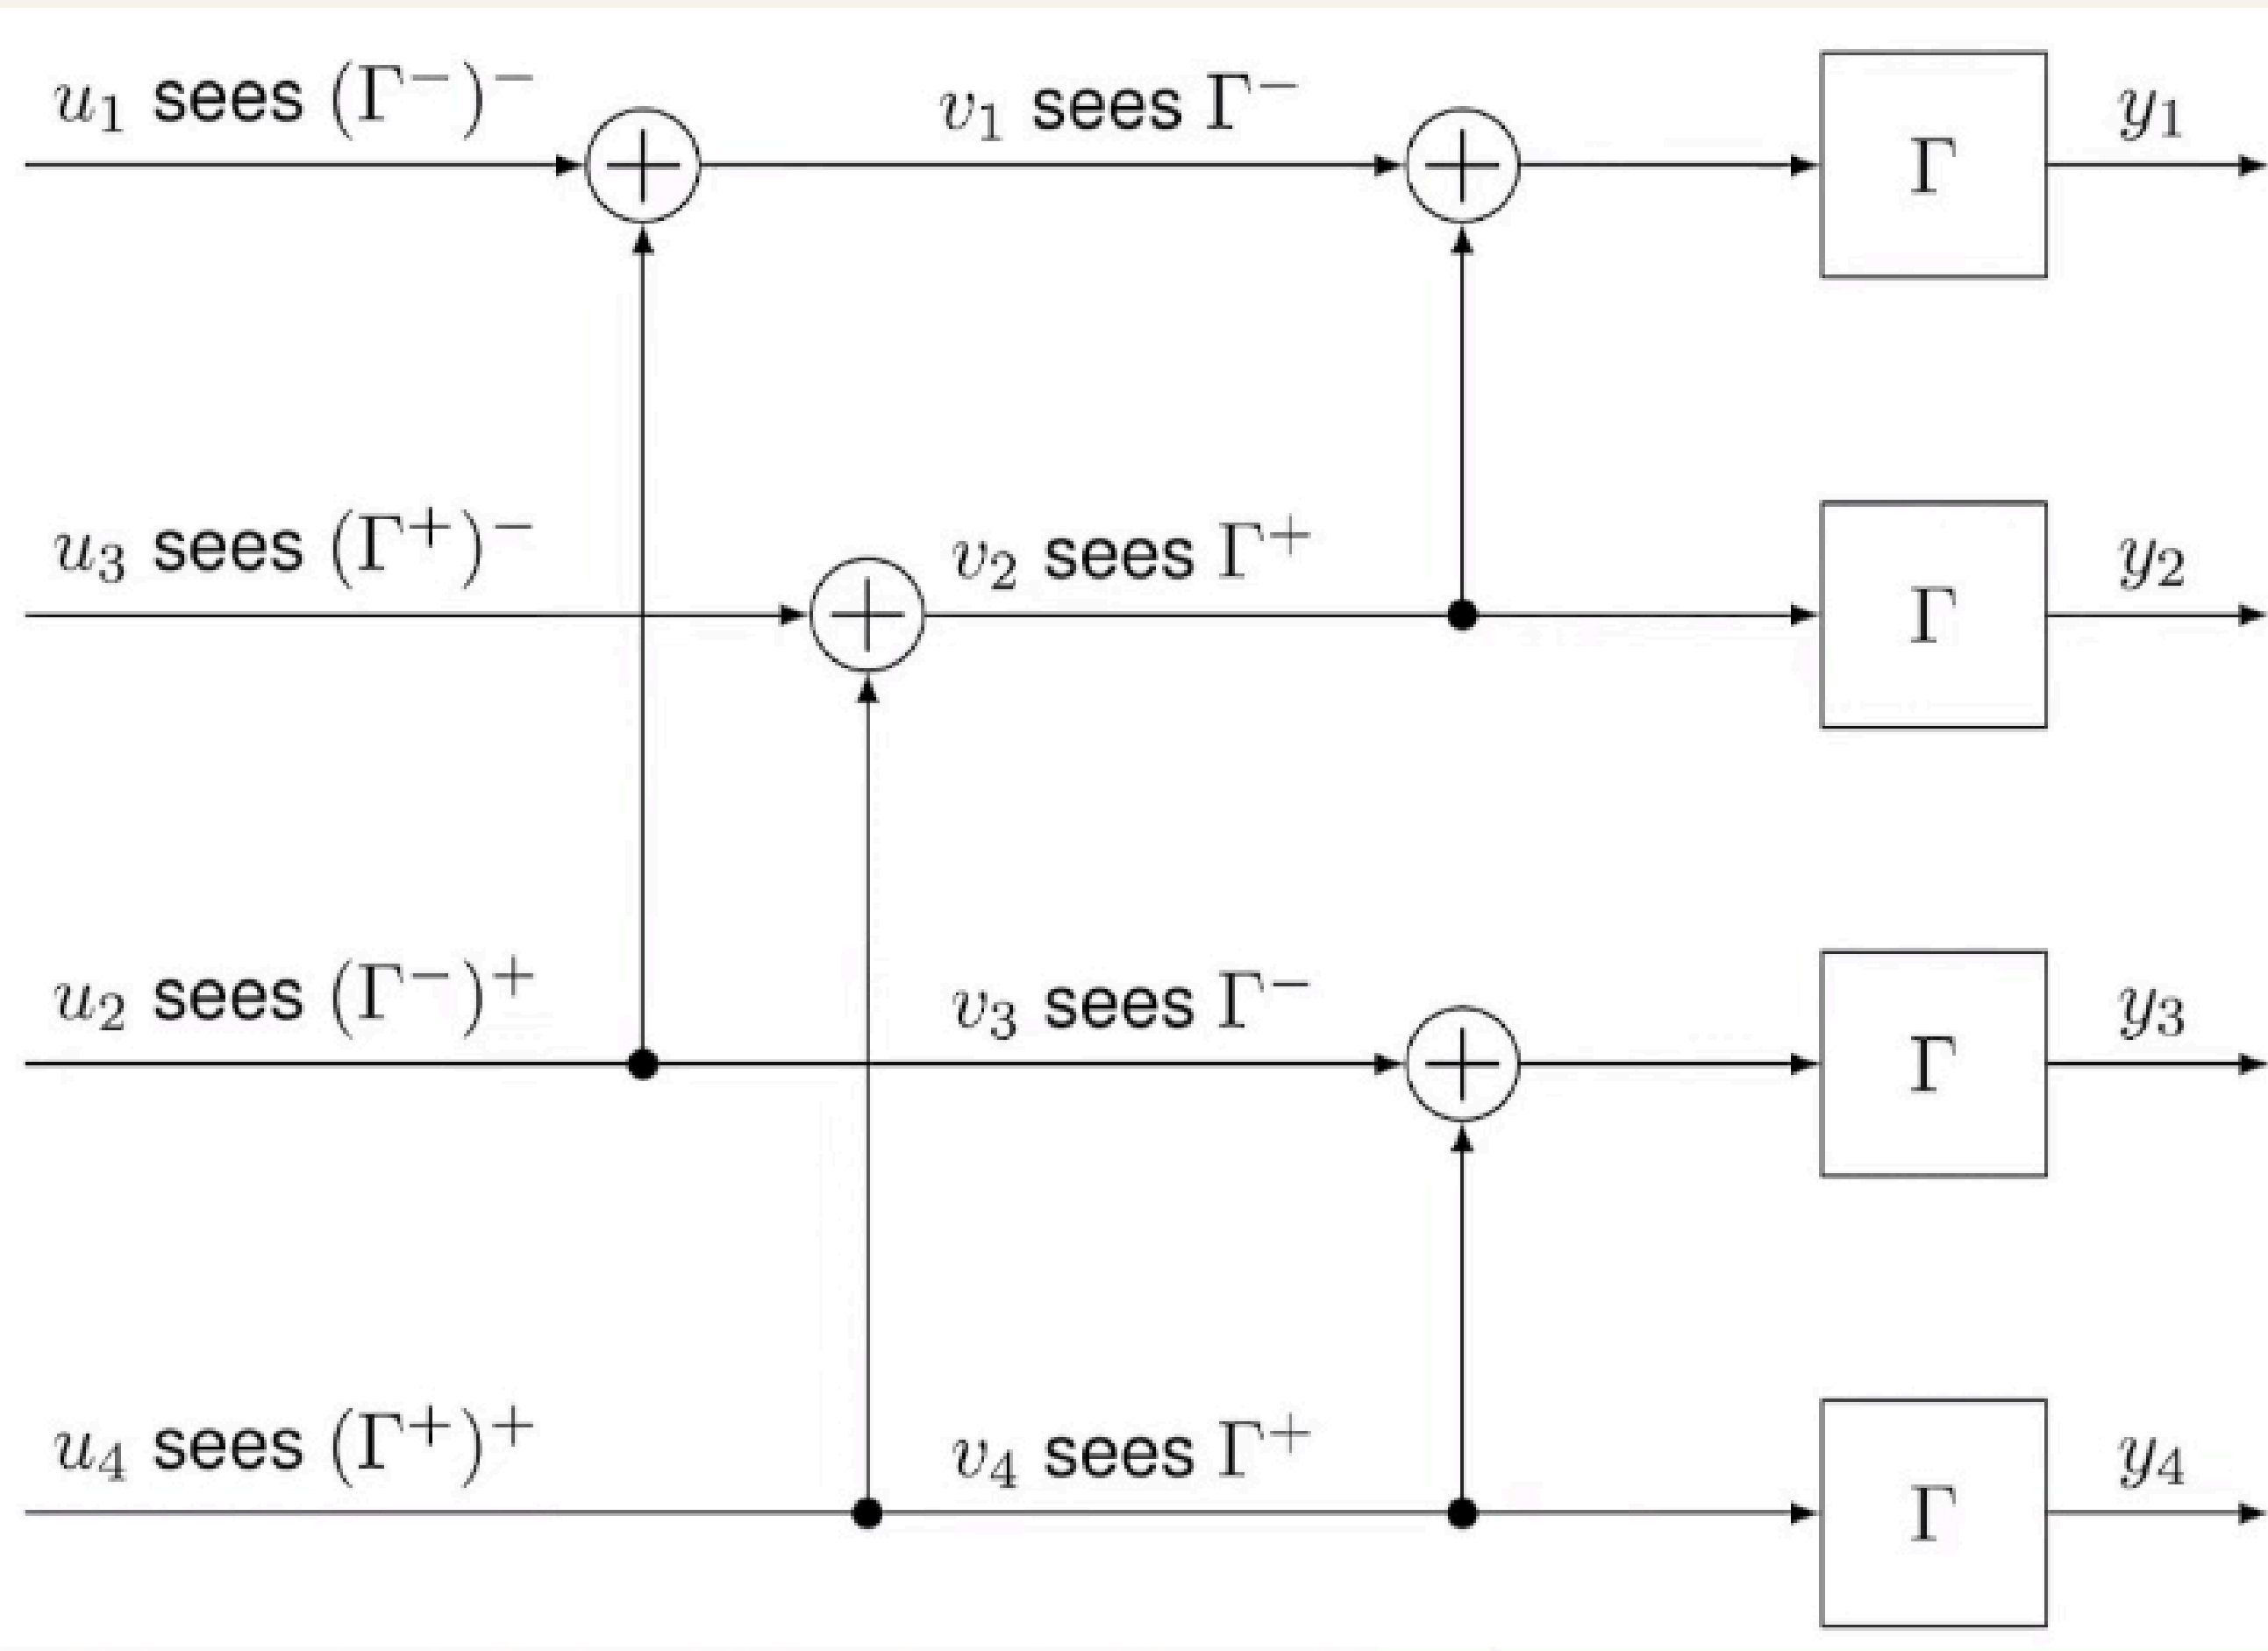 u₁ sees (Γ⁻)⁻
v₁ sees Γ⁻
Γ
y₁
u₃ sees (Γ⁺)⁻
v₂ sees Γ⁺
Γ
y₂
u₂ sees (Γ⁻)⁺
v₃ sees Γ⁻
Γ
y₃
u₄ sees (Γ⁺)⁺
v₄ sees Γ⁺
Γ
y₄